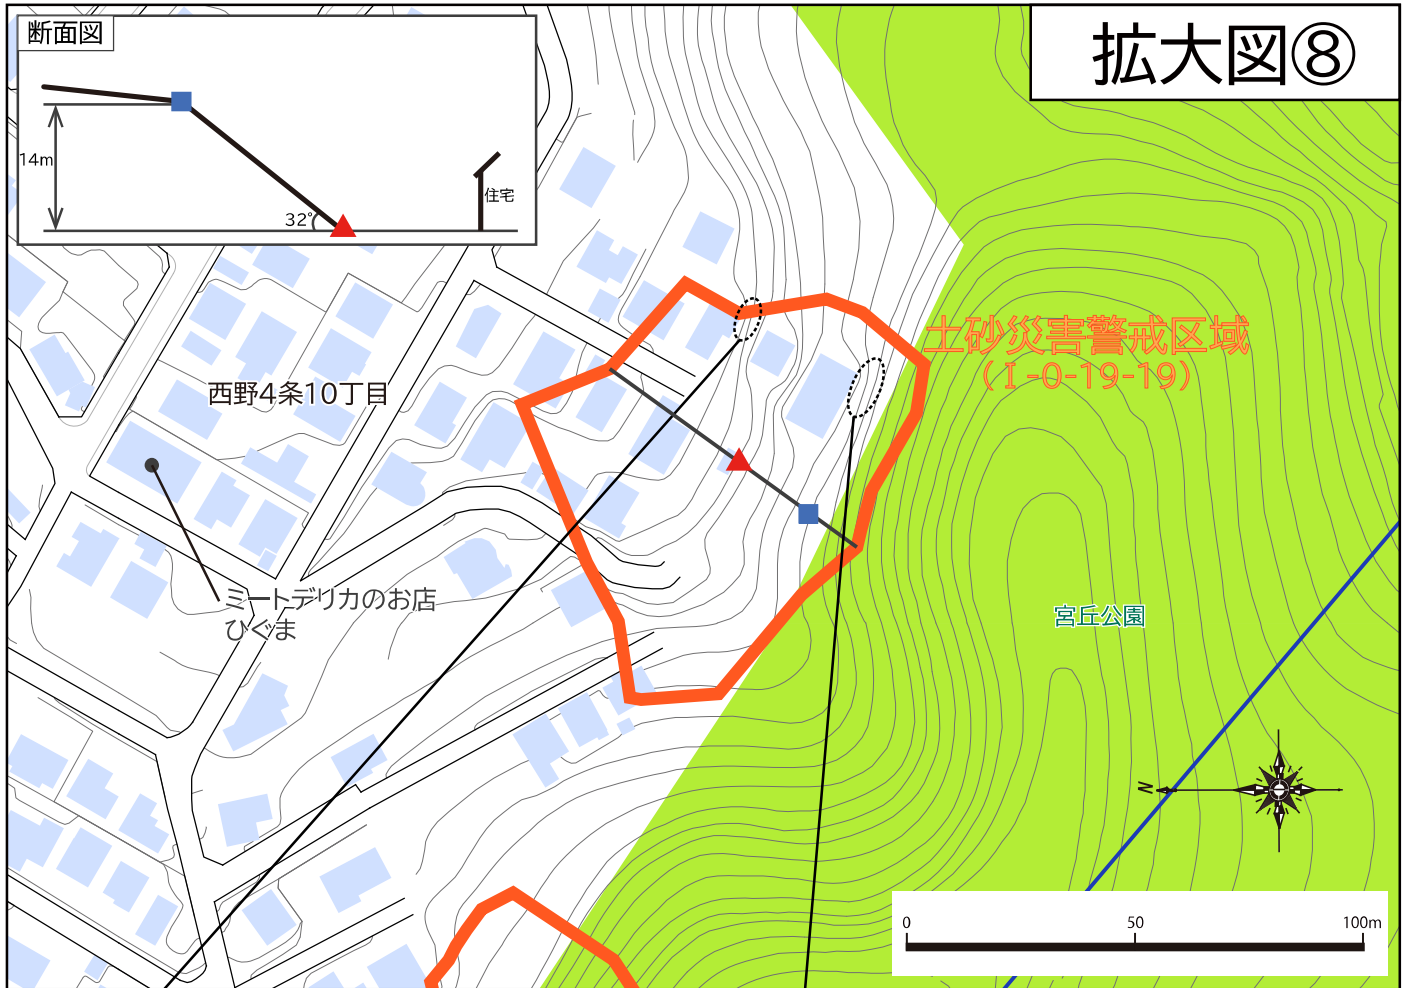 断面図
14m
32°
住宅
拡大図⑧
土砂災害警戒区域
(Ⅰ-0-19-19)
西野4条10丁目
ミートデリカのお店
ひぐま
宮丘公園
N
0 50 100m